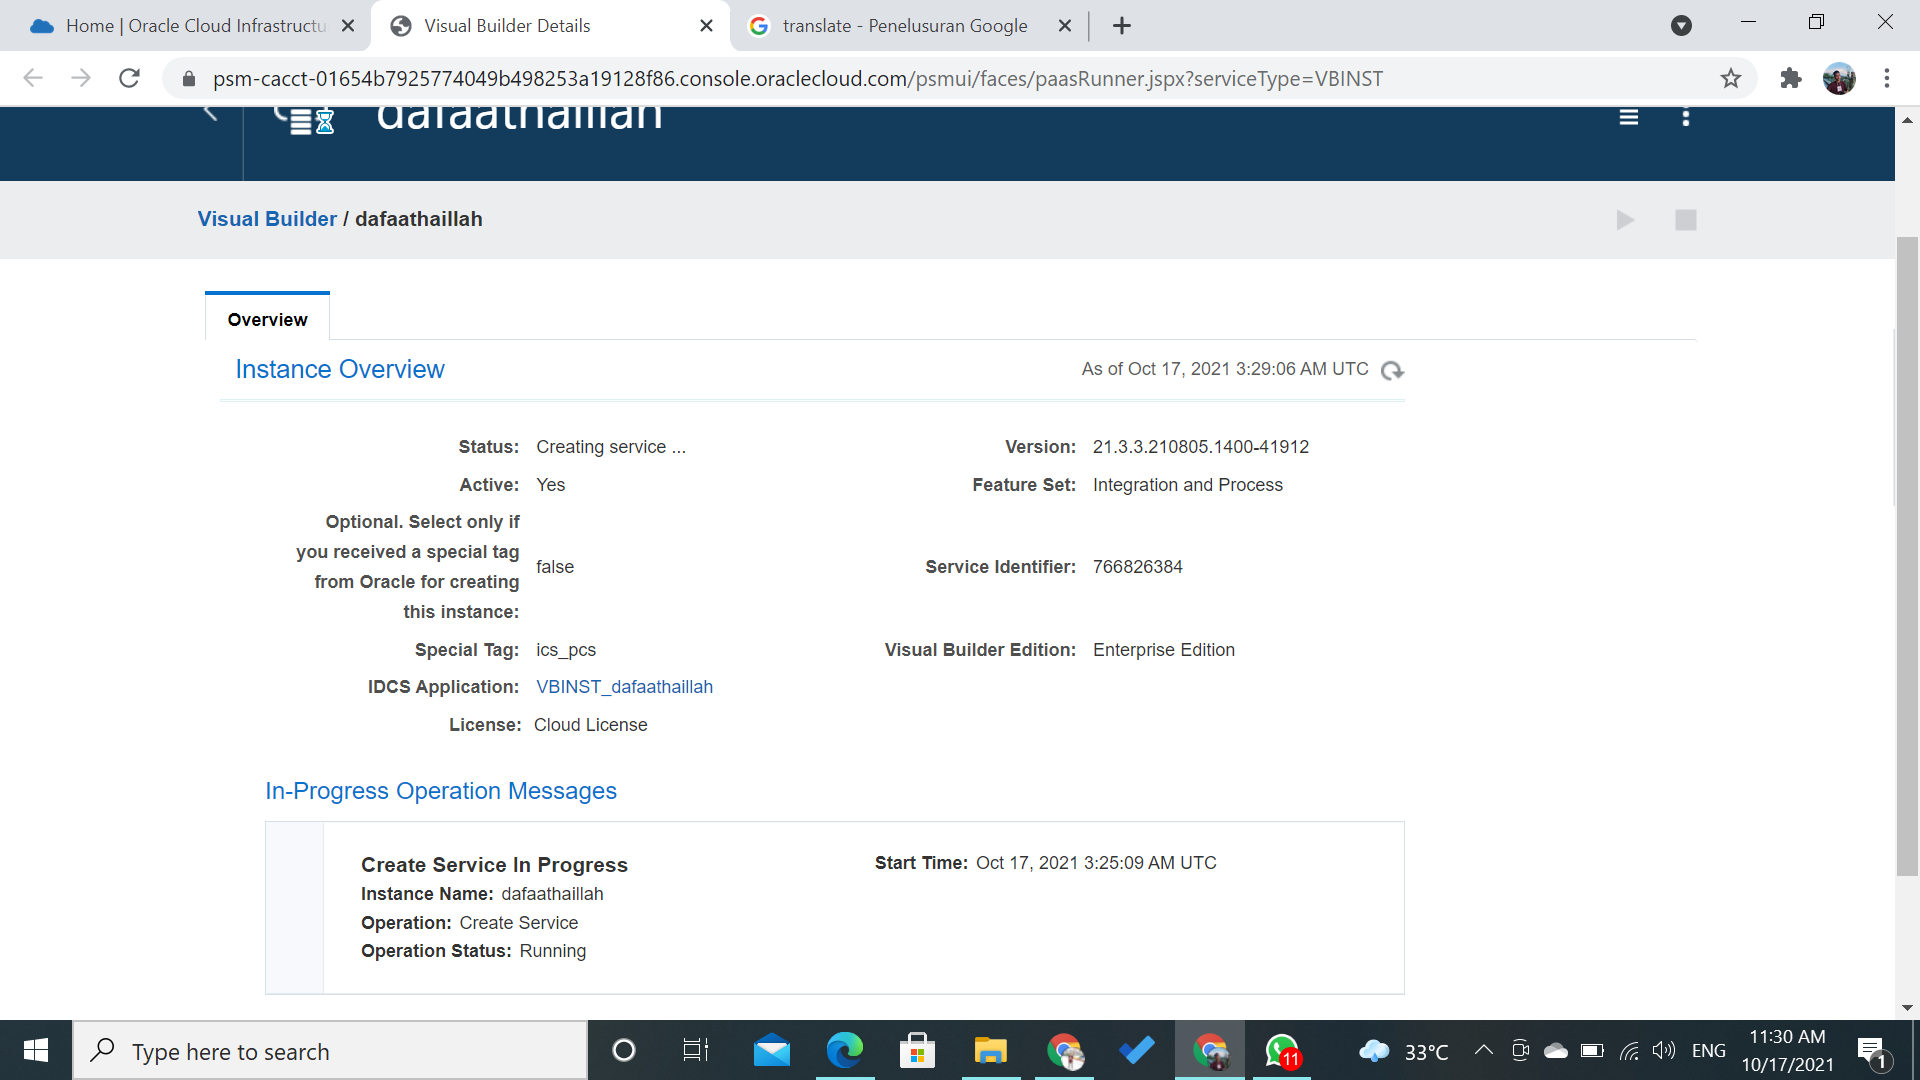 Home | Oracle Cloud Infrastructu
Visual Builder Details
translate - Penelusuran Google
psm-cacct-01654b7925774049b498253a19128f86.console.oraclecloud.com/psmui/faces/paasRunner.jspx?serviceType=VBINST
dafaathaillah
Visual Builder / dafaathaillah
Overview
Instance Overview
As of Oct 17, 2021 3:29:06 AM UTC
Status: Creating service ...
Version: 21.3.3.210805.1400-41912
Active: Yes
Feature Set: Integration and Process
Optional. Select only if
you received a special tag
from Oracle for creating
this instance:
false
Service Identifier: 766826384
Special Tag: ics_pcs
Visual Builder Edition: Enterprise Edition
IDCS Application: VBINST_dafaathaillah
License: Cloud License
In-Progress Operation Messages
Create Service In Progress
Start Time: Oct 17, 2021 3:25:09 AM UTC
Instance Name: dafaathaillah
Operation: Create Service
Operation Status: Running
Type here to search
11
33°C
ENG
11:30 AM
10/17/2021
1